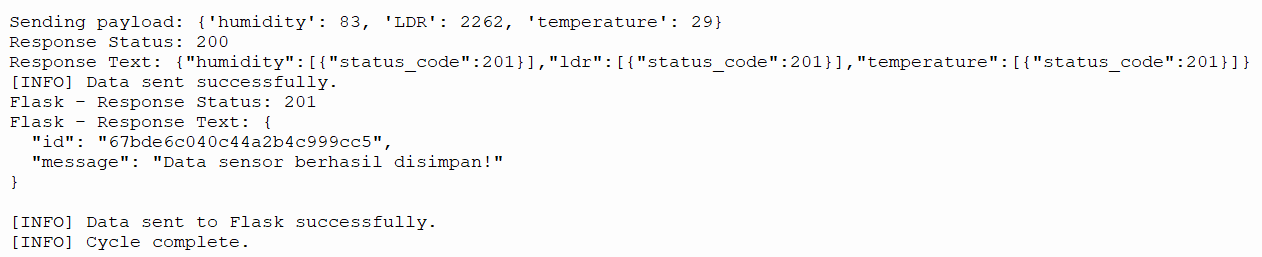 Sending payload: {'humidity': 83, 'LDR': 2262, 'temperature': 29}
Response Status: 200
Response Text: {"humidity":[{"status_code":201}],"ldr":[{"status_code":201}],"temperature":[{"status_code":201}]}
[INFO] Data sent successfully.
Flask - Response Status: 201
Flask - Response Text: {
  "id": "67bde6c040c44a2b4c999cc5",
  "message": "Data sensor berhasil disimpan!"
}
[INFO] Data sent to Flask successfully.
[INFO] Cycle complete.